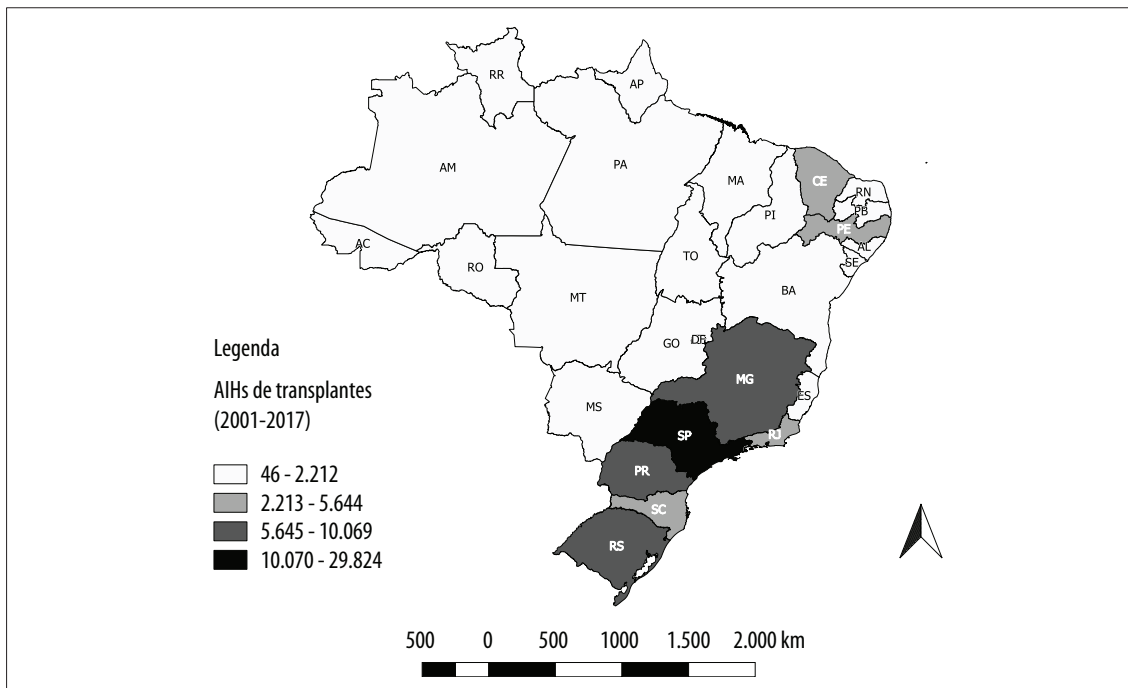 RR
AP
AM
PA
MA
CE
RN
PB
PI
PE
AL
SE
AC
RO
TO
BA
MT
GO
DF
MG
ES
MS
SP
RJ
PR
SC
RS
Legenda
AIHs de transplantes
(2001-2017)
46 - 2.212
2.213 - 5.644
5.645 - 10.069
10.070 - 29.824
500 0 500 1000 1.500 2.000 km